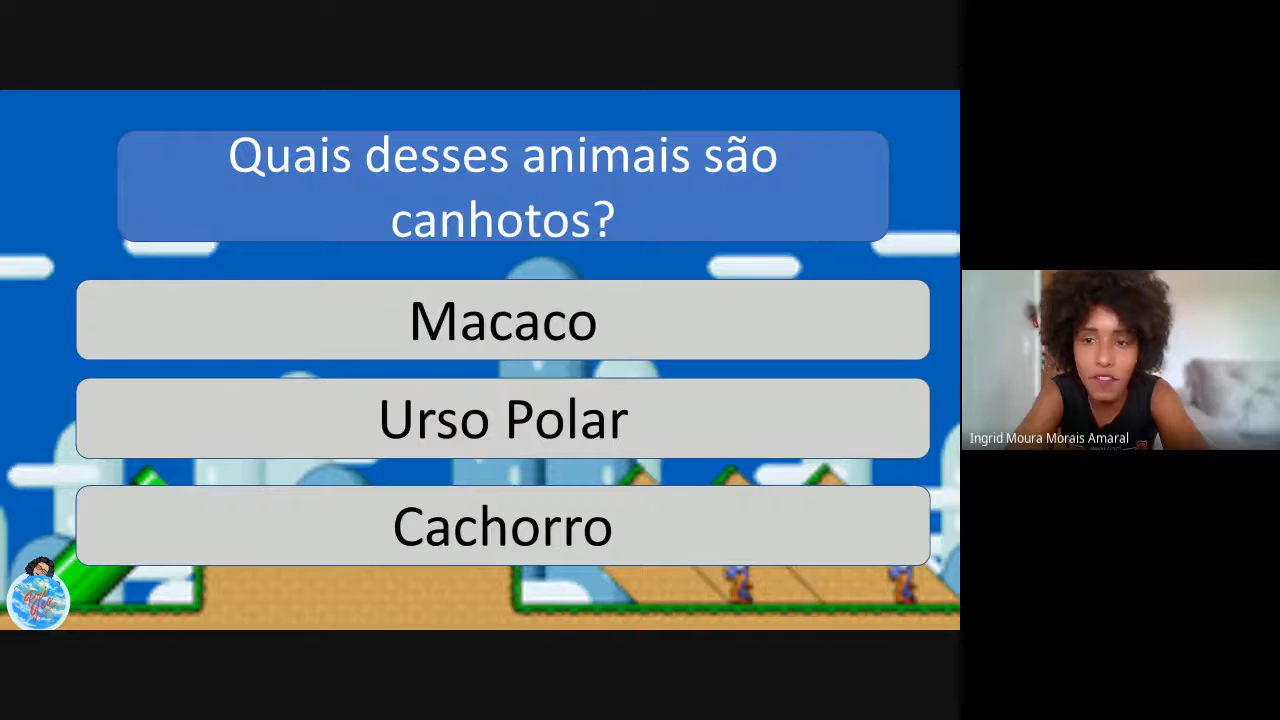 Quais desses animais são
canhotos?
Macaco
Urso Polar
Cachorro
Ingrid Moura Morais Amaral